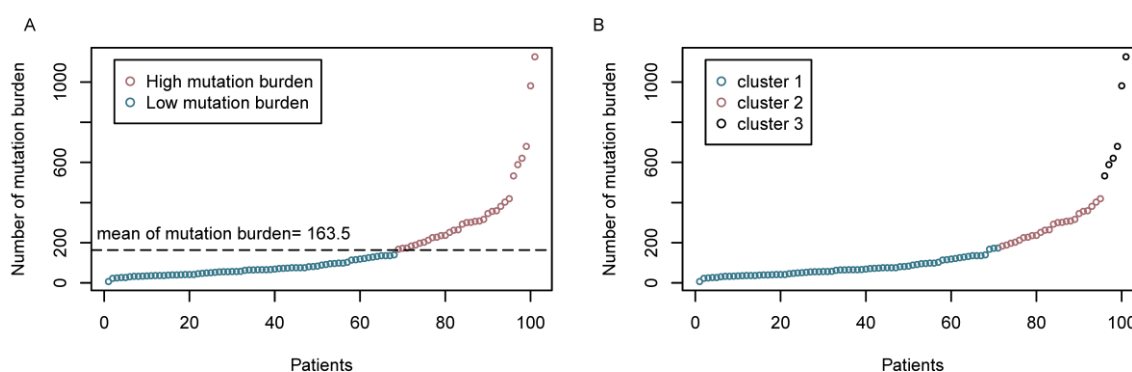 A
Number of mutation burden
1000
600
200
0
High mutation burden
Low mutation burden
mean of mutation burden= 163.5
0 20 40 60 80 100
Patients
B
Number of mutation burden
1000
600
200
0
cluster 1
cluster 2
cluster 3
0 20 40 60 80 100
Patients